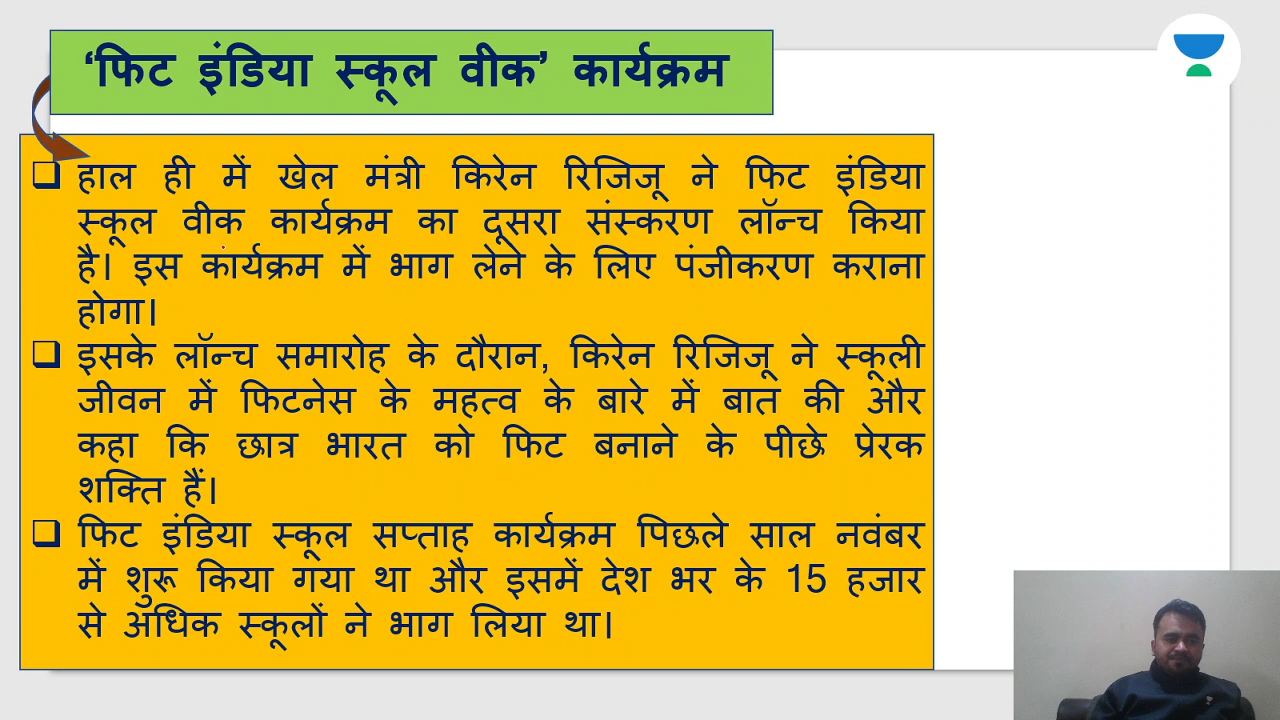 ‘फिट इंडिया स्कूल वीक’ कार्यक्रम
हाल ही में खेल मंत्री किरेन रिजिजू ने फिट इंडिया
स्कूल वीक कार्यक्रम का दूसरा संस्करण लॉन्च किया
है। इस कार्यक्रम में भाग लेने के लिए पंजीकरण कराना
होगा।
इसके लॉन्च समारोह के दौरान, किरेन रिजिजू ने स्कूली
जीवन में फिटनेस के महत्व के बारे में बात की और
कहा कि छात्र भारत को फिट बनाने के पीछे प्रेरक
शक्ति हैं।
फिट इंडिया स्कूल सप्ताह कार्यक्रम पिछले साल नवंबर
में शुरू किया गया था और इसमें देश भर के 15 हजार
से अधिक स्कूलों ने भाग लिया था।